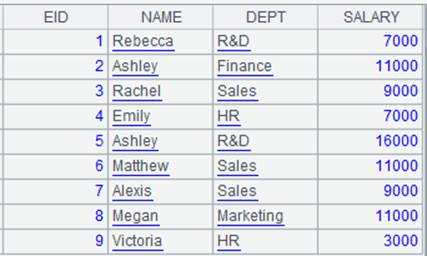 EID NAME DEPT SALARY
1 Rebecca R&D 7000
2 Ashley Finance 11000
3 Rachel Sales 9000
4 Emily HR 7000
5 Ashley R&D 16000
6 Matthew Sales 11000
7 Alexis Sales 9000
8 Megan Marketing 11000
9 Victoria HR 3000